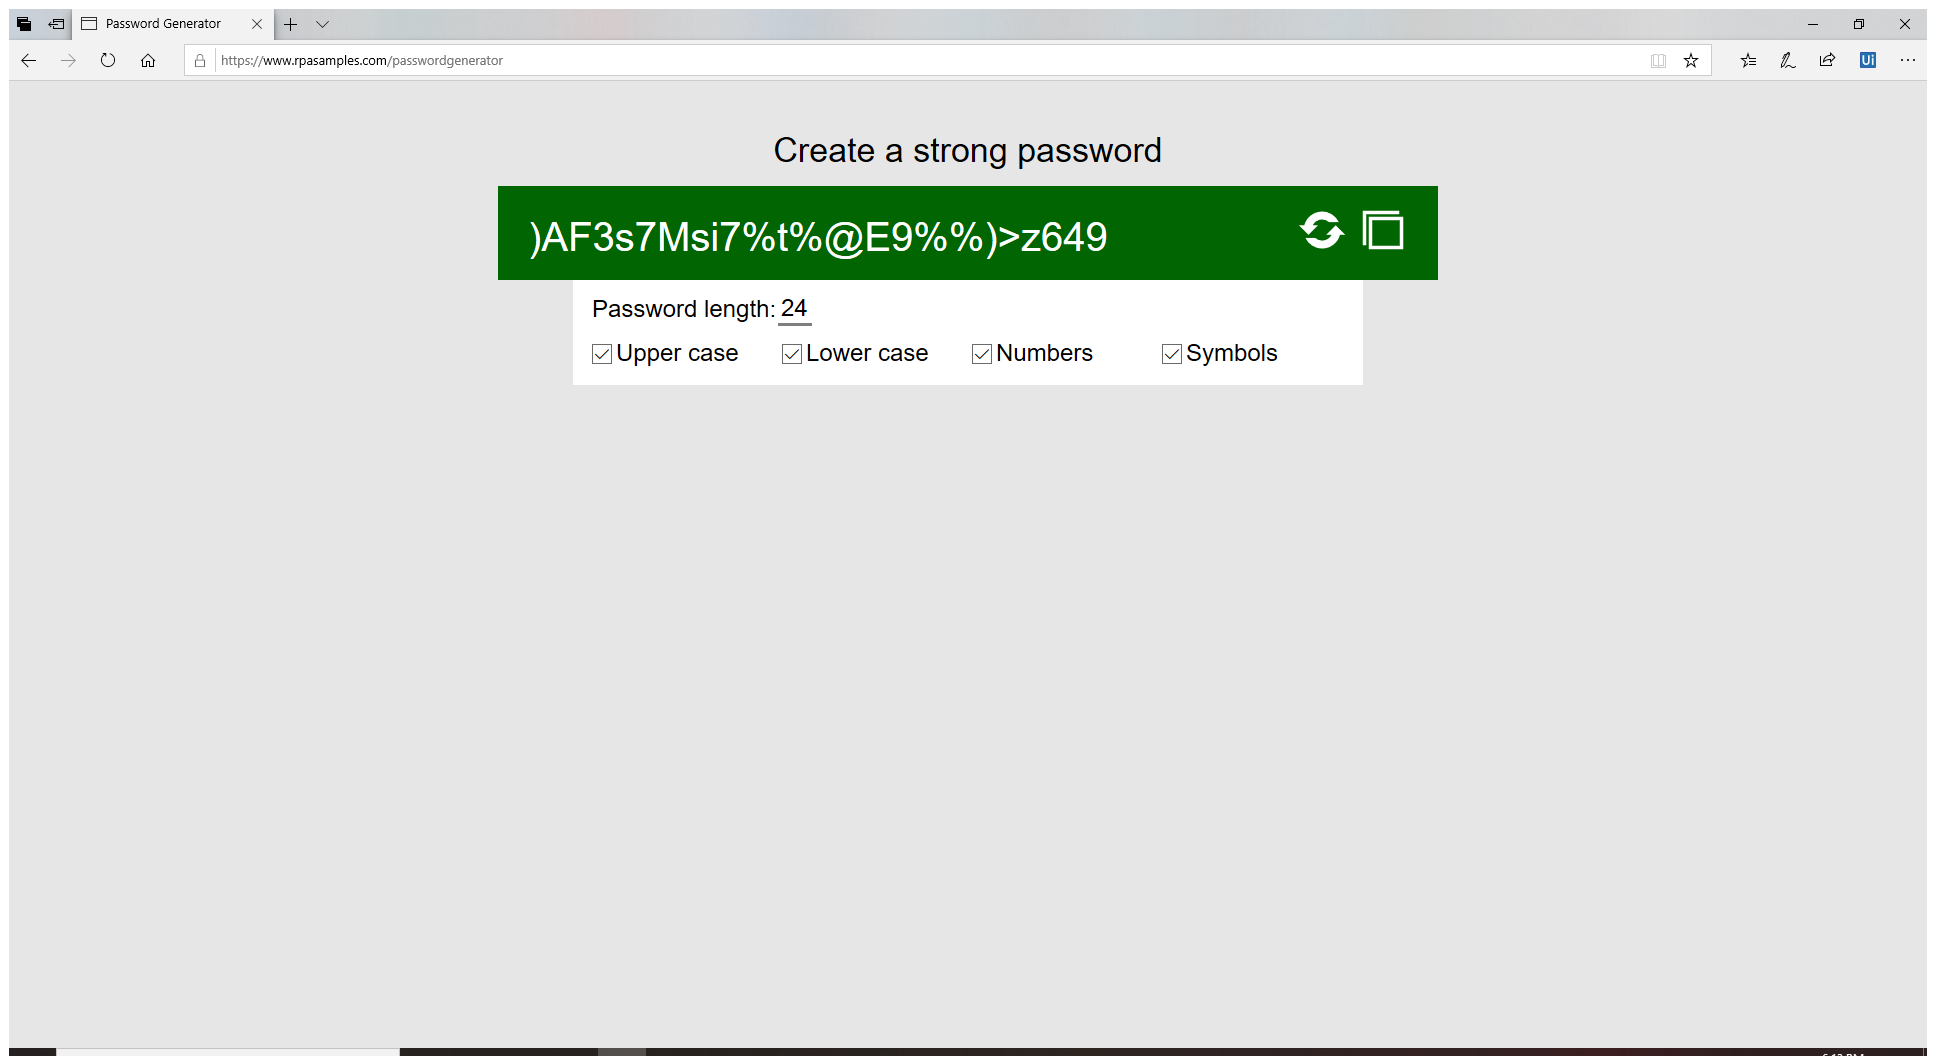 Password Generator
https://www.rpasamples.com/passwordgenerator
Ui
Create a strong password
)AF3s7Msi7%t%@E9%%)>z649
Password length: 24
Upper case Lower case Numbers Symbols